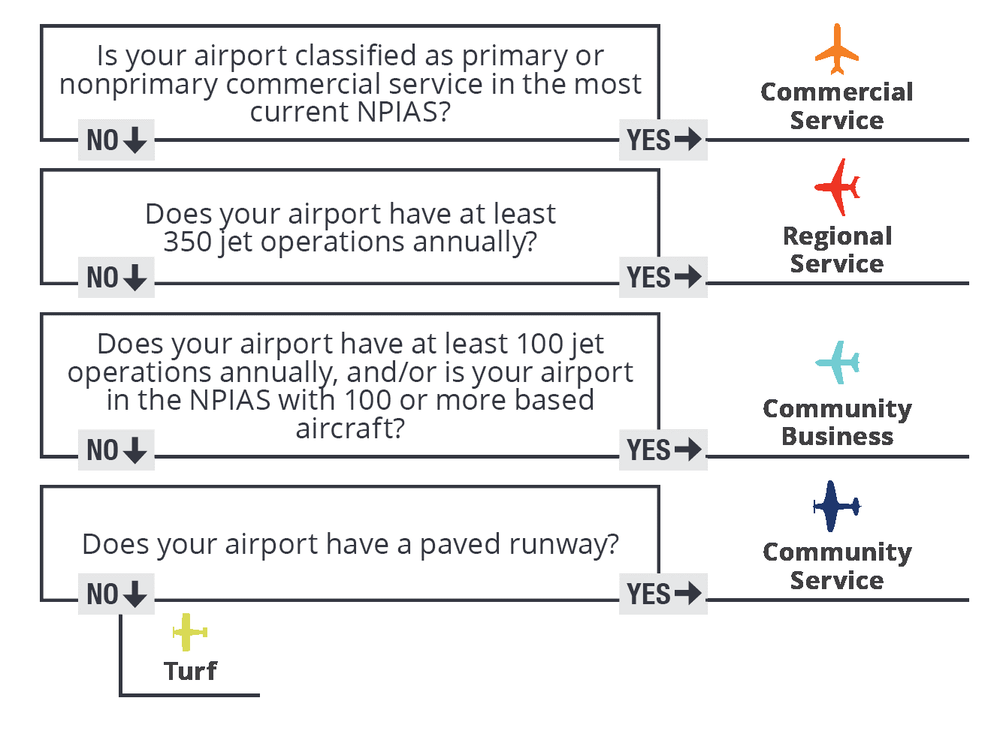 Is your airport classified as primary or
nonprimary commercial service in the most
current NPIAS?
NO
YES
Commercial
Service
Does your airport have at least
350 jet operations annually?
NO
YES
Regional
Service
Does your airport have at least 100 jet
operations annually, and/or is your airport
in the NPIAS with 100 or more based
aircraft?
NO
YES
Community
Business
Does your airport have a paved runway?
NO
YES
Community
Service
Turf